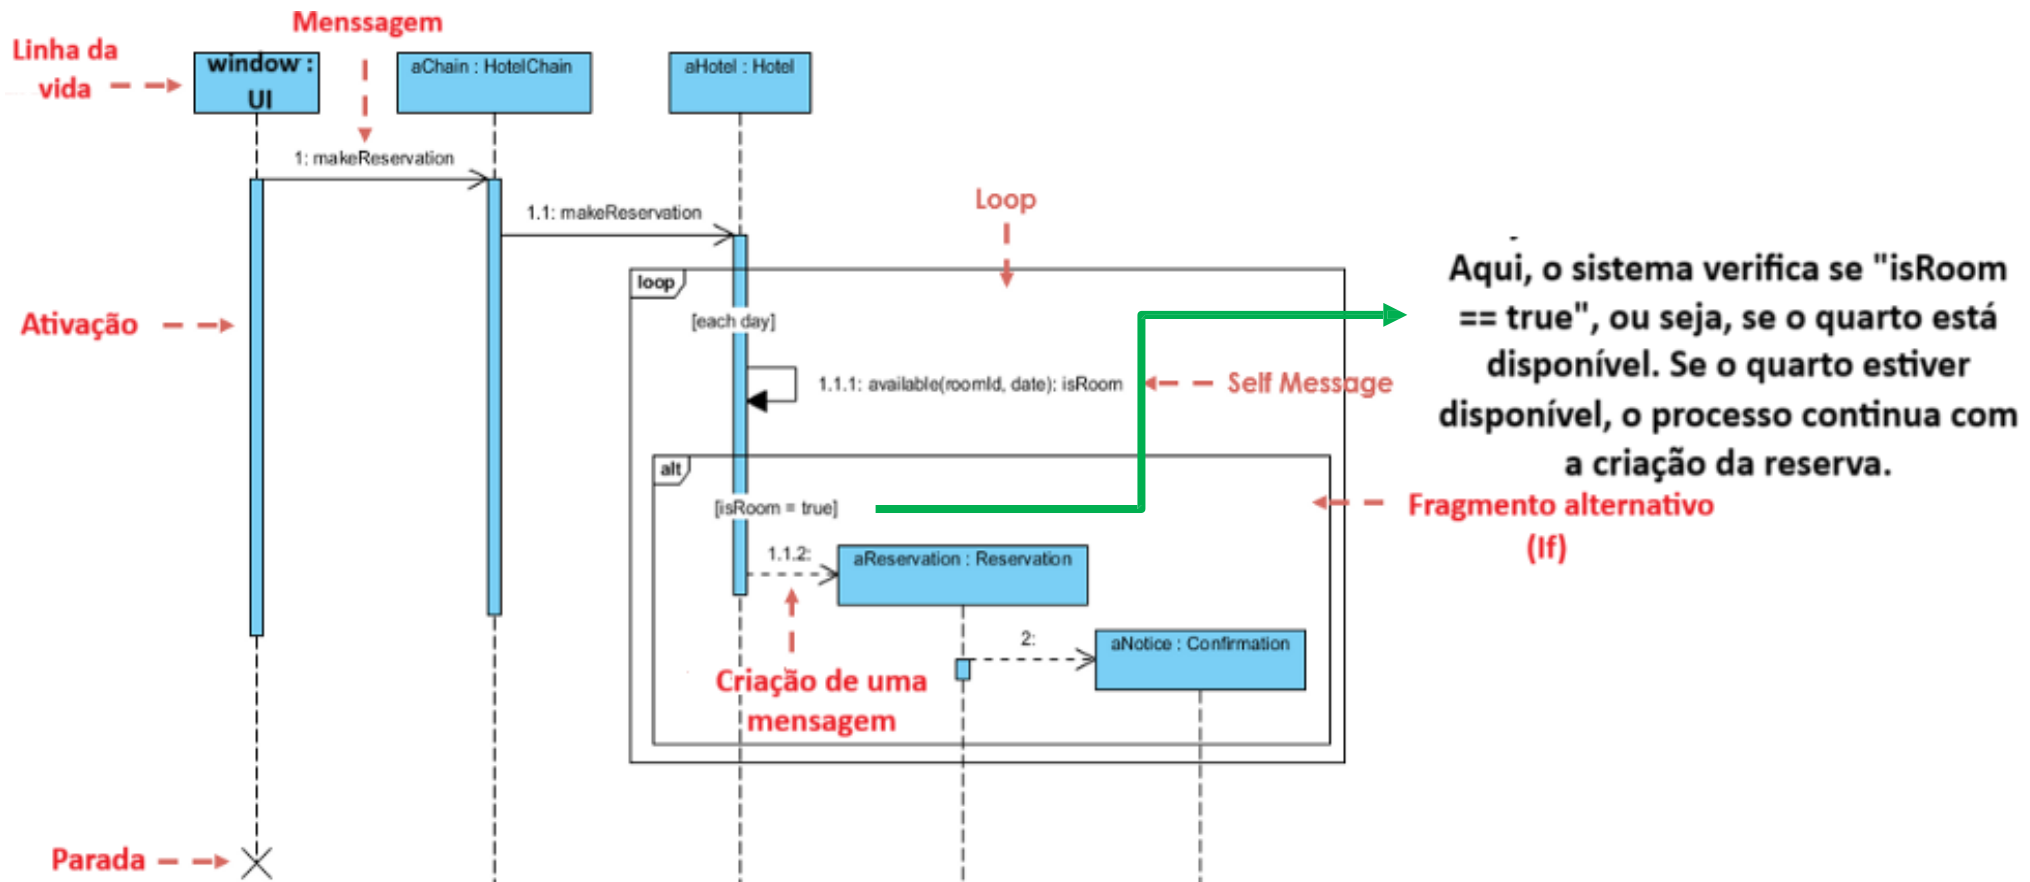 Menssagem
Linha da
vida
window :
UI
aChain : HotelChain
aHotel : Hotel
1: makeReservation
1.1: makeReservation
Loop
loop
[each day]
Ativação
1.1.1: available(roomId, date): isRoom
Self Message
Aqui, o sistema verifica se "isRoom
== true", ou seja, se o quarto está
disponível. Se o quarto estiver
disponível, o processo continua com
a criação da reserva.
alt
[isRoom = true]
Fragmento alternativo
(If)
1.1.2:
aReservation : Reservation
2:
aNotice : Confirmation
Criação de uma
mensagem
Parada